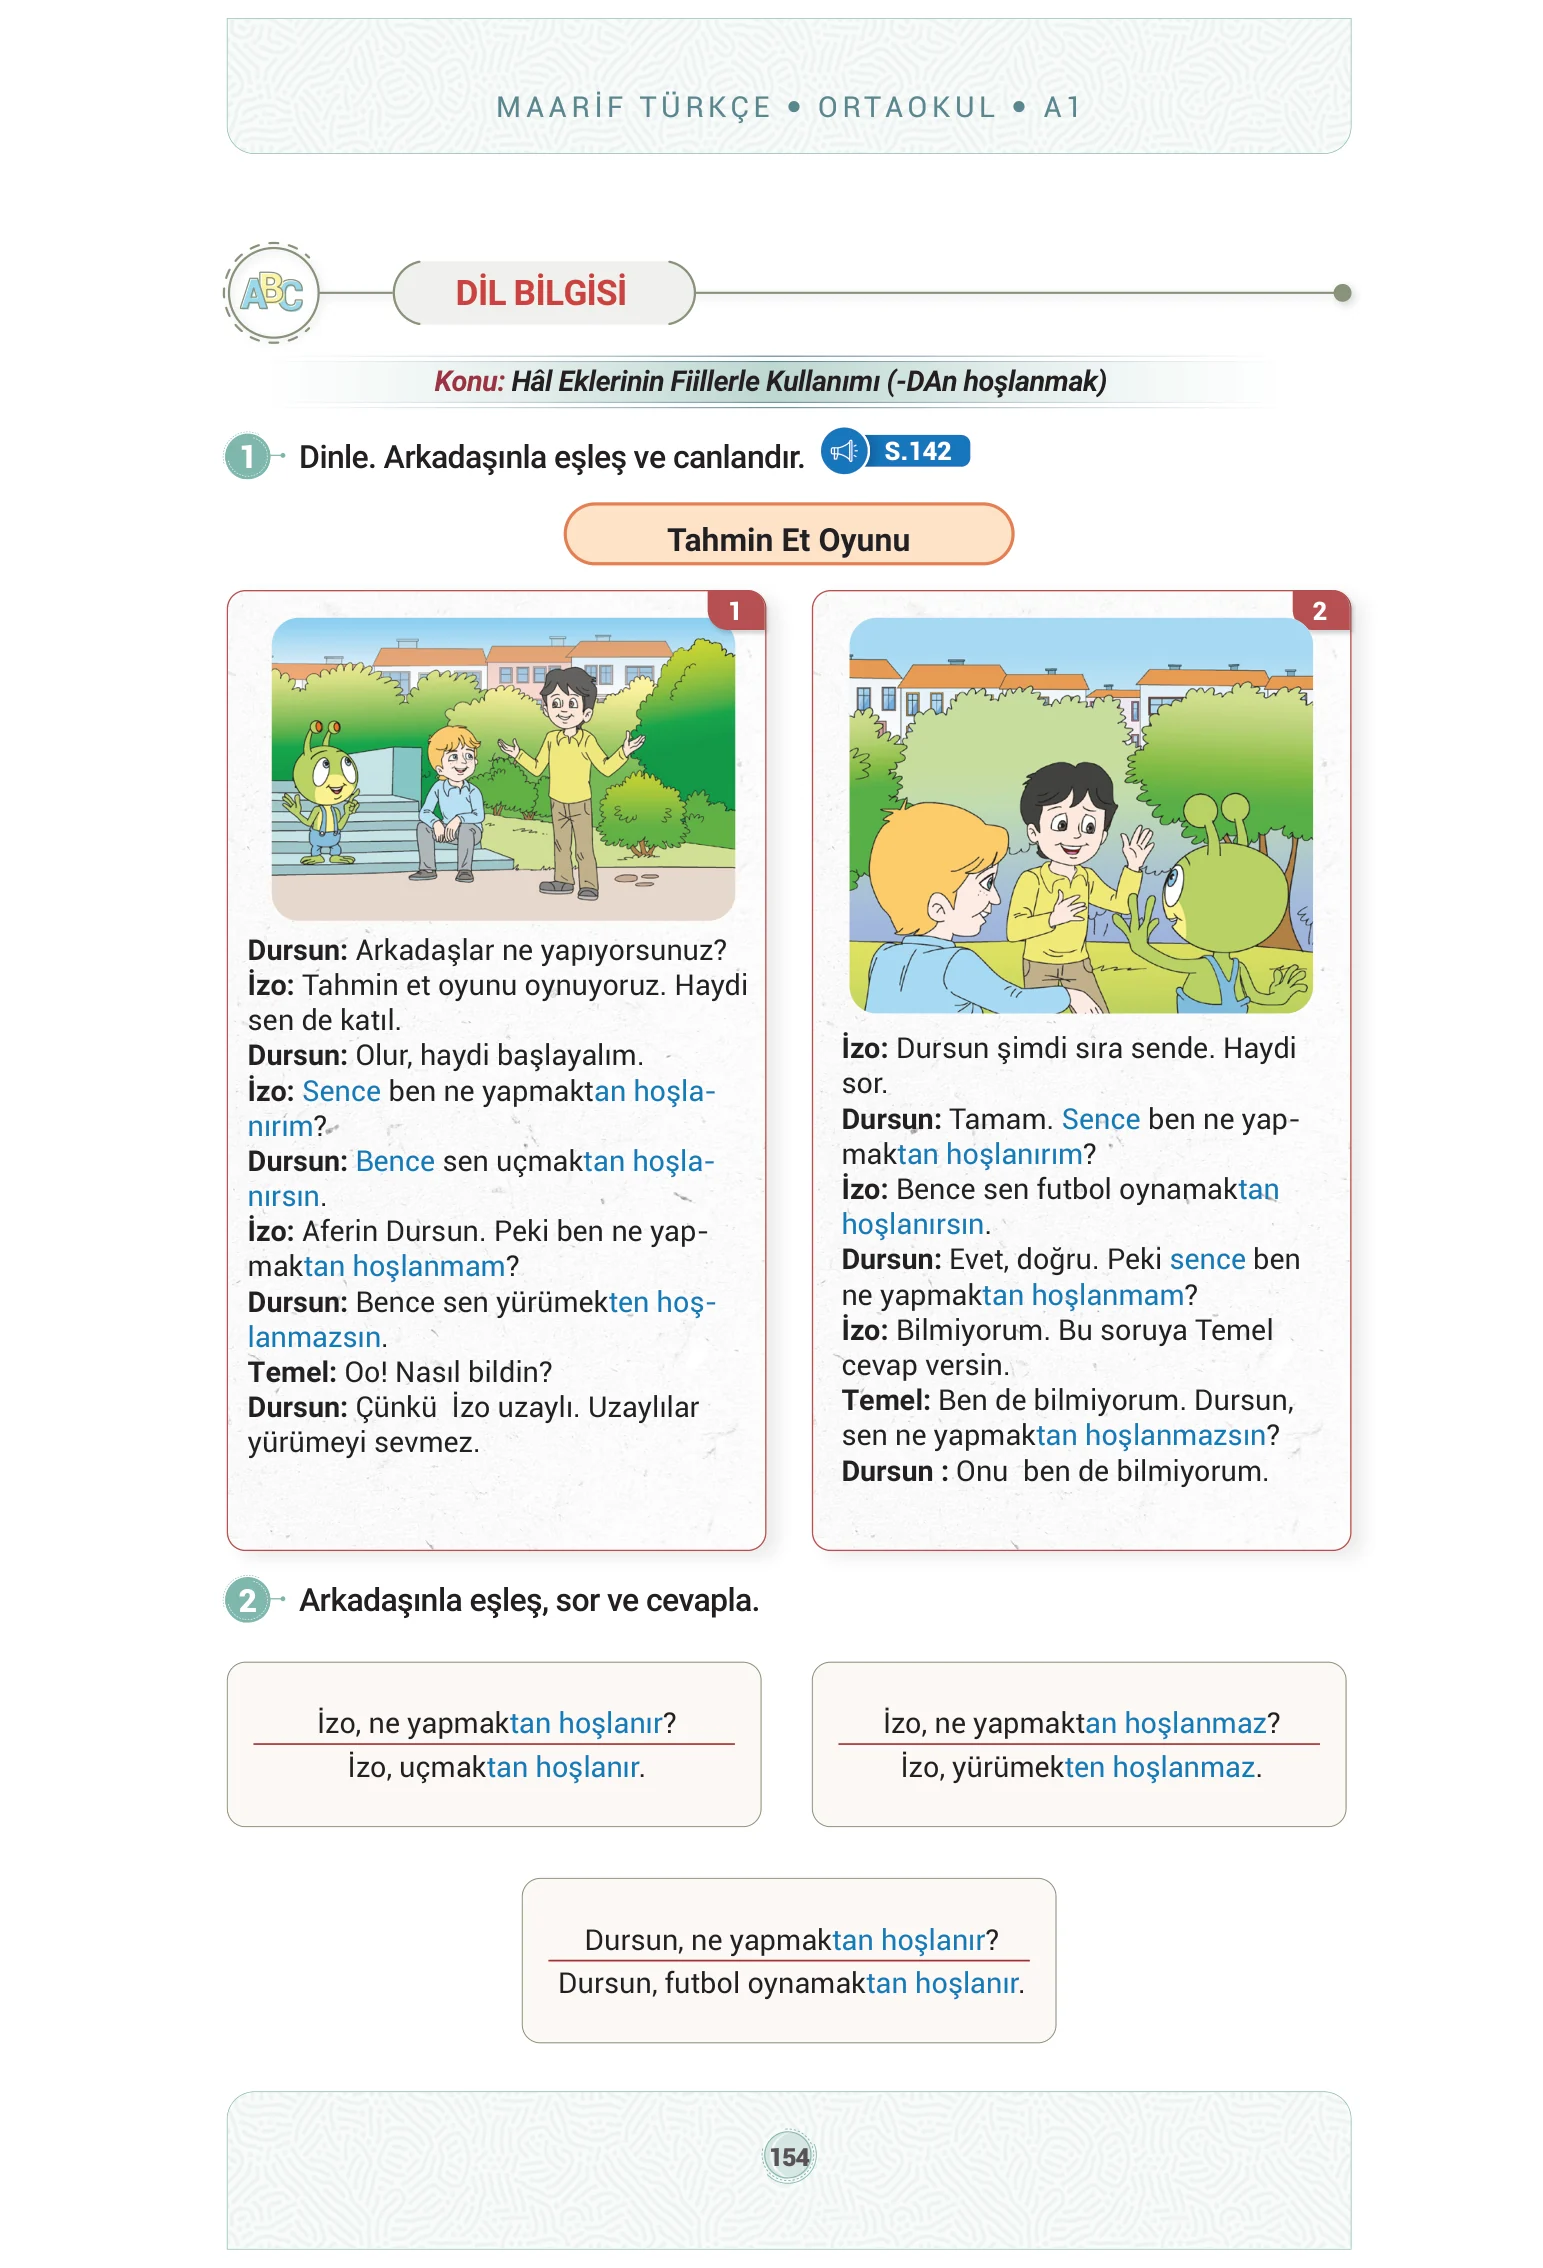 MAARİF TÜRKÇE • ORTAOKUL • A1
ABC
DİL BİLGİSİ
Konu: Hâl Eklerinin Fiillerle Kullanımı (-DAn hoşlanmak)
1 Dinle. Arkadaşınla eşleş ve canlandır. S.142
Tahmin Et Oyunu
1
Dursun: Arkadaşlar ne yapıyorsunuz?
İzo: Tahmin et oyunu oynuyoruz. Haydi
sen de katıl.
Dursun: Olur, haydi başlayalım.
İzo: Sence ben ne yapmaktan hoşla-
nırım?
Dursun: Bence sen uçmaktan hoşla-
nırsın.
İzo: Aferin Dursun. Peki ben ne yap-
maktan hoşlanmam?
Dursun: Bence sen yürümekten hoş-
lanmazsın.
Temel: Oo! Nasıl bildin?
Dursun: Çünkü  İzo uzaylı. Uzaylılar
yürümeyi sevmez.
2
İzo: Dursun şimdi sıra sende. Haydi
sor.
Dursun: Tamam. Sence ben ne yap-
maktan hoşlanırım?
İzo: Bence sen futbol oynamaktan
hoşlanırsın.
Dursun: Evet, doğru. Peki sence ben
ne yapmaktan hoşlanmam?
İzo: Bilmiyorum. Bu soruya Temel
cevap versin.
Temel: Ben de bilmiyorum. Dursun,
sen ne yapmaktan hoşlanmazsın?
Dursun : Onu  ben de bilmiyorum.
2 Arkadaşınla eşleş, sor ve cevapla.
İzo, ne yapmaktan hoşlanır?
İzo, uçmaktan hoşlanır.
İzo, ne yapmaktan hoşlanmaz?
İzo, yürümekten hoşlanmaz.
Dursun, ne yapmaktan hoşlanır?
Dursun, futbol oynamaktan hoşlanır.
154